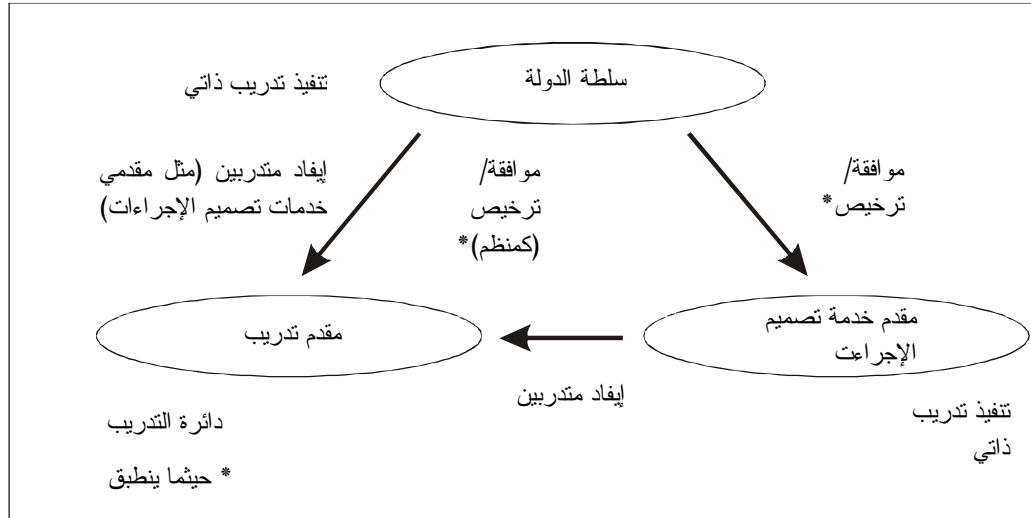 سلطة الدولة
تنفيذ تدريب ذاتي
موافقة/
ترخيص*
موافقة/
ترخيص
(كمنظم)*
إيفاد متدربين (مثل مقدمي
خدمات تصميم الإجراءات)
مقدم خدمة تصميم
الإجراءت
مقدم تدريب
إيفاد متدربين
تنفيذ تدريب
ذاتي
دائرة التدريب
* حيثما ينطبق